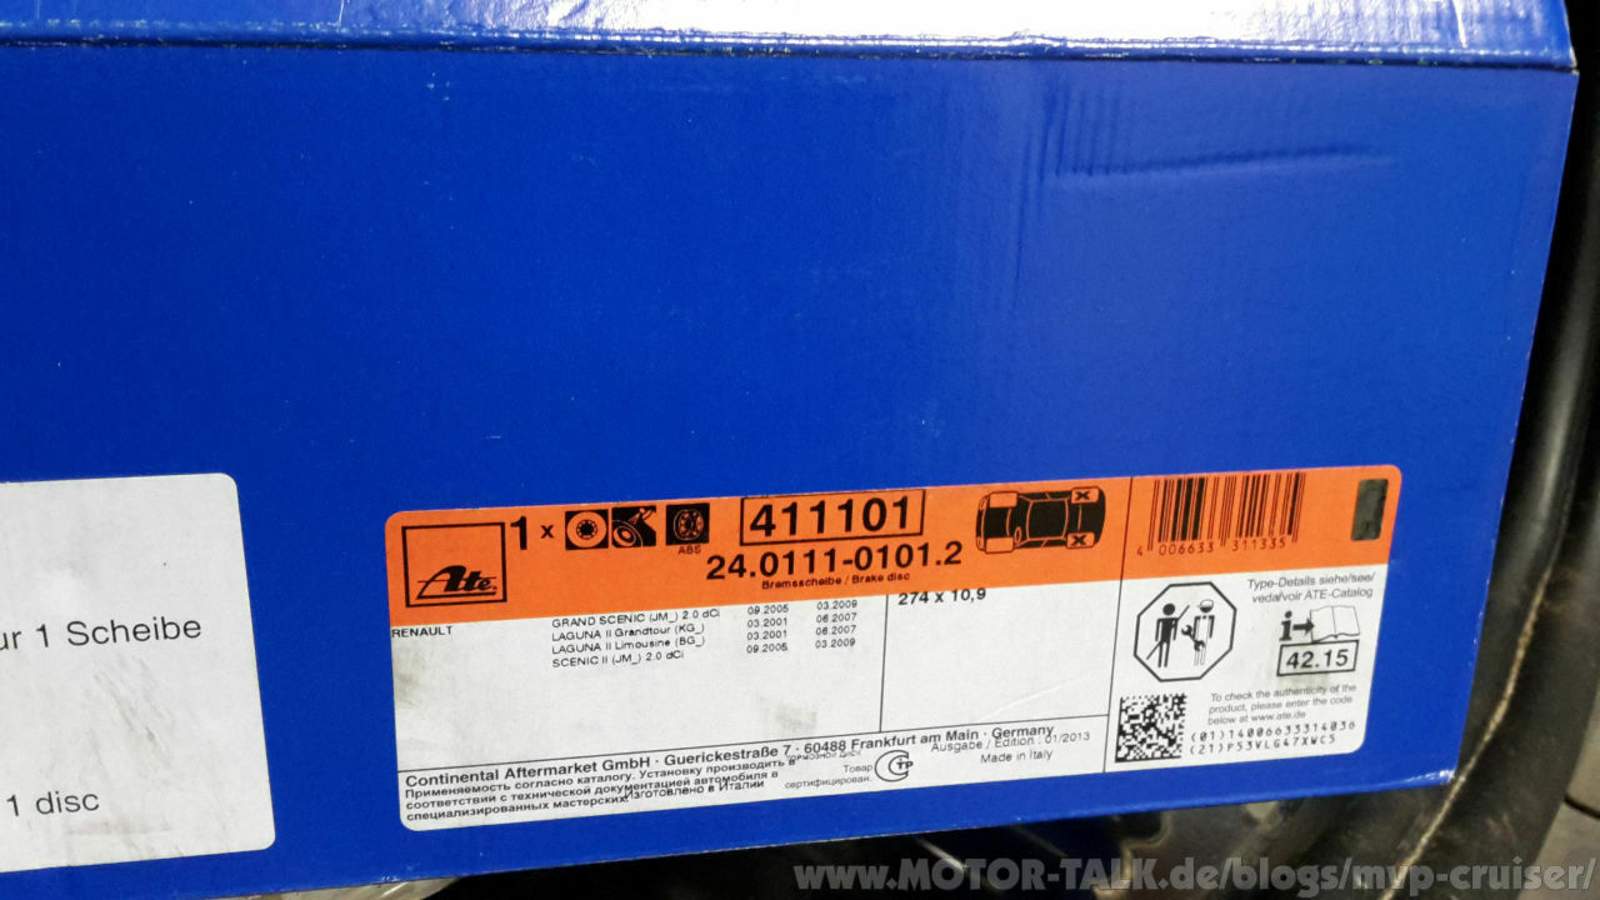 ur 1 Scheibe
1 disc
Ate
1 x
ABS
411101
24.0111-0101.2
Bremsscheibe / Brake disc
4 006633 311335
RENAULT
GRAND SCENIC (JM_) 2.0 dCi 09.2005 03.2009
LAGUNA II Grandtour (KG_) 03.2001 06.2007
LAGUNA II Limousine (BG_) 03.2001 06.2007
SCENIC II (JM_) 2.0 dCi 09.2005 03.2009
274 x 10,9
Type-Details siehe/see/
veda/voir ATE-Catalog
i
42.15
To check the authenticity of the
product, please enter the code
below at www.ate.de
(01)14006633314036
(21)P53VLG47XWC5
Continental Aftermarket GmbH · Guerickestraße 7 · 60488 Frankfurt am Main · Germany
Ausgabe / Edition : 01/2013
Made in Italy
Применяемость согласно каталогу. Установку производить в
соответствии с технической документацией автомобиля в
специализированных мастерских
Изготовлено в Италии
Товар
сертифицирован.
ТР
www.MOTOR-TALK.de/blogs/mvp-cruiser/